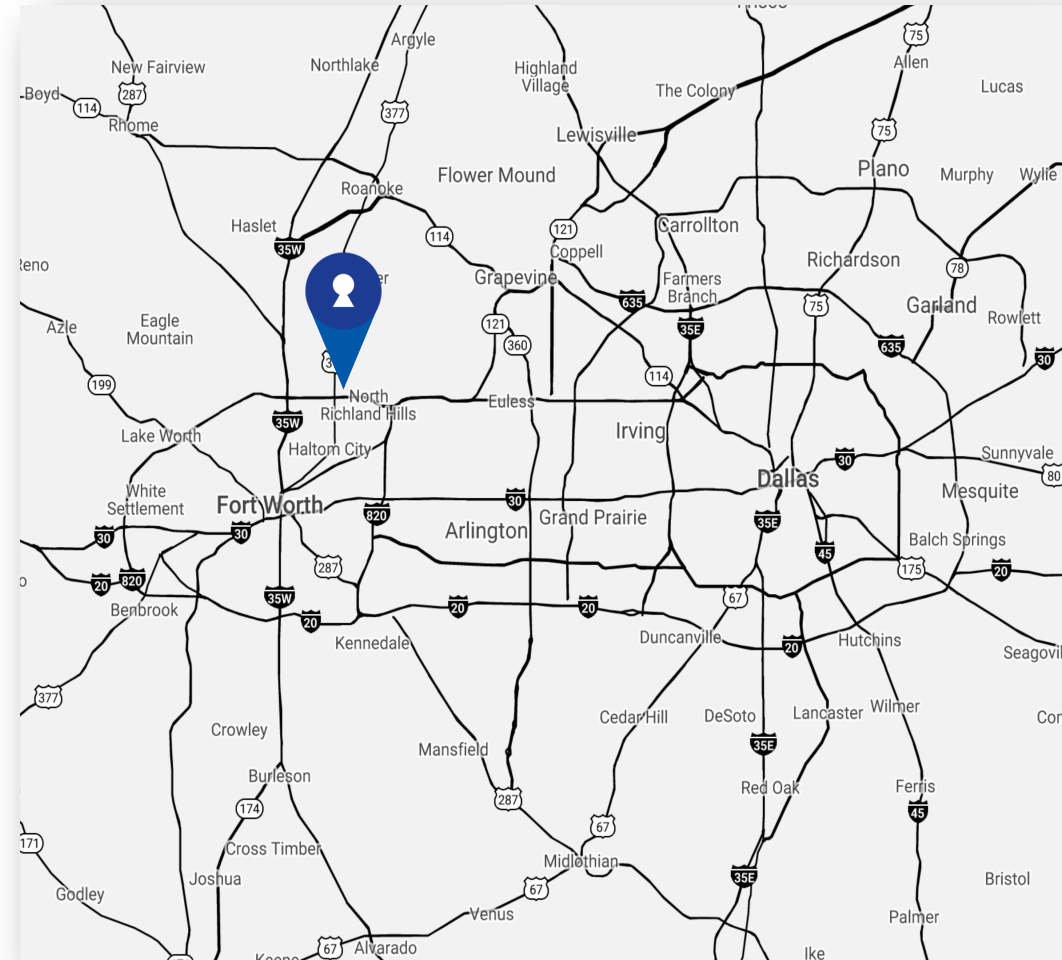 Argyle
75
New Fairview
Northlake
Highland
Village
Allen
287
The Colony
Lucas
Boyd
114
377
Rhome
75
Lewisville
Plano
Flower Mound
Murphy
Wylie
Roanoke
Haslet
Carrollton
121
114
35W
Coppell
Richardson
78
Grapevine
Farmers
Branch
635
75
Garland
Rowlett
Azle
Eagle
Mountain
121
35E
360
635
30
199
114
North
Richland Hills
Euless
35W
Lake Worth
Irving
Haltom City
30
Sunnyvale
80
Dallas
White
Settlement
Fort Worth
30
Mesquite
820
Arlington
Grand Prairie
35E
30
30
45
Balch Springs
287
175
20
20
820
35W
67
Benbrook
20
20
20
Kennedale
Duncanville
20
Hutchins
377
Cedar Hill
DeSoto
Lancaster
Wilmer
Crowley
Mansfield
35E
Burleson
Red Oak
Ferris
287
174
45
67
171
Cross Timber
Midlothian
Joshua
35E
Godley
67
Bristol
Venus
Palmer
67
Alvarado
Ike